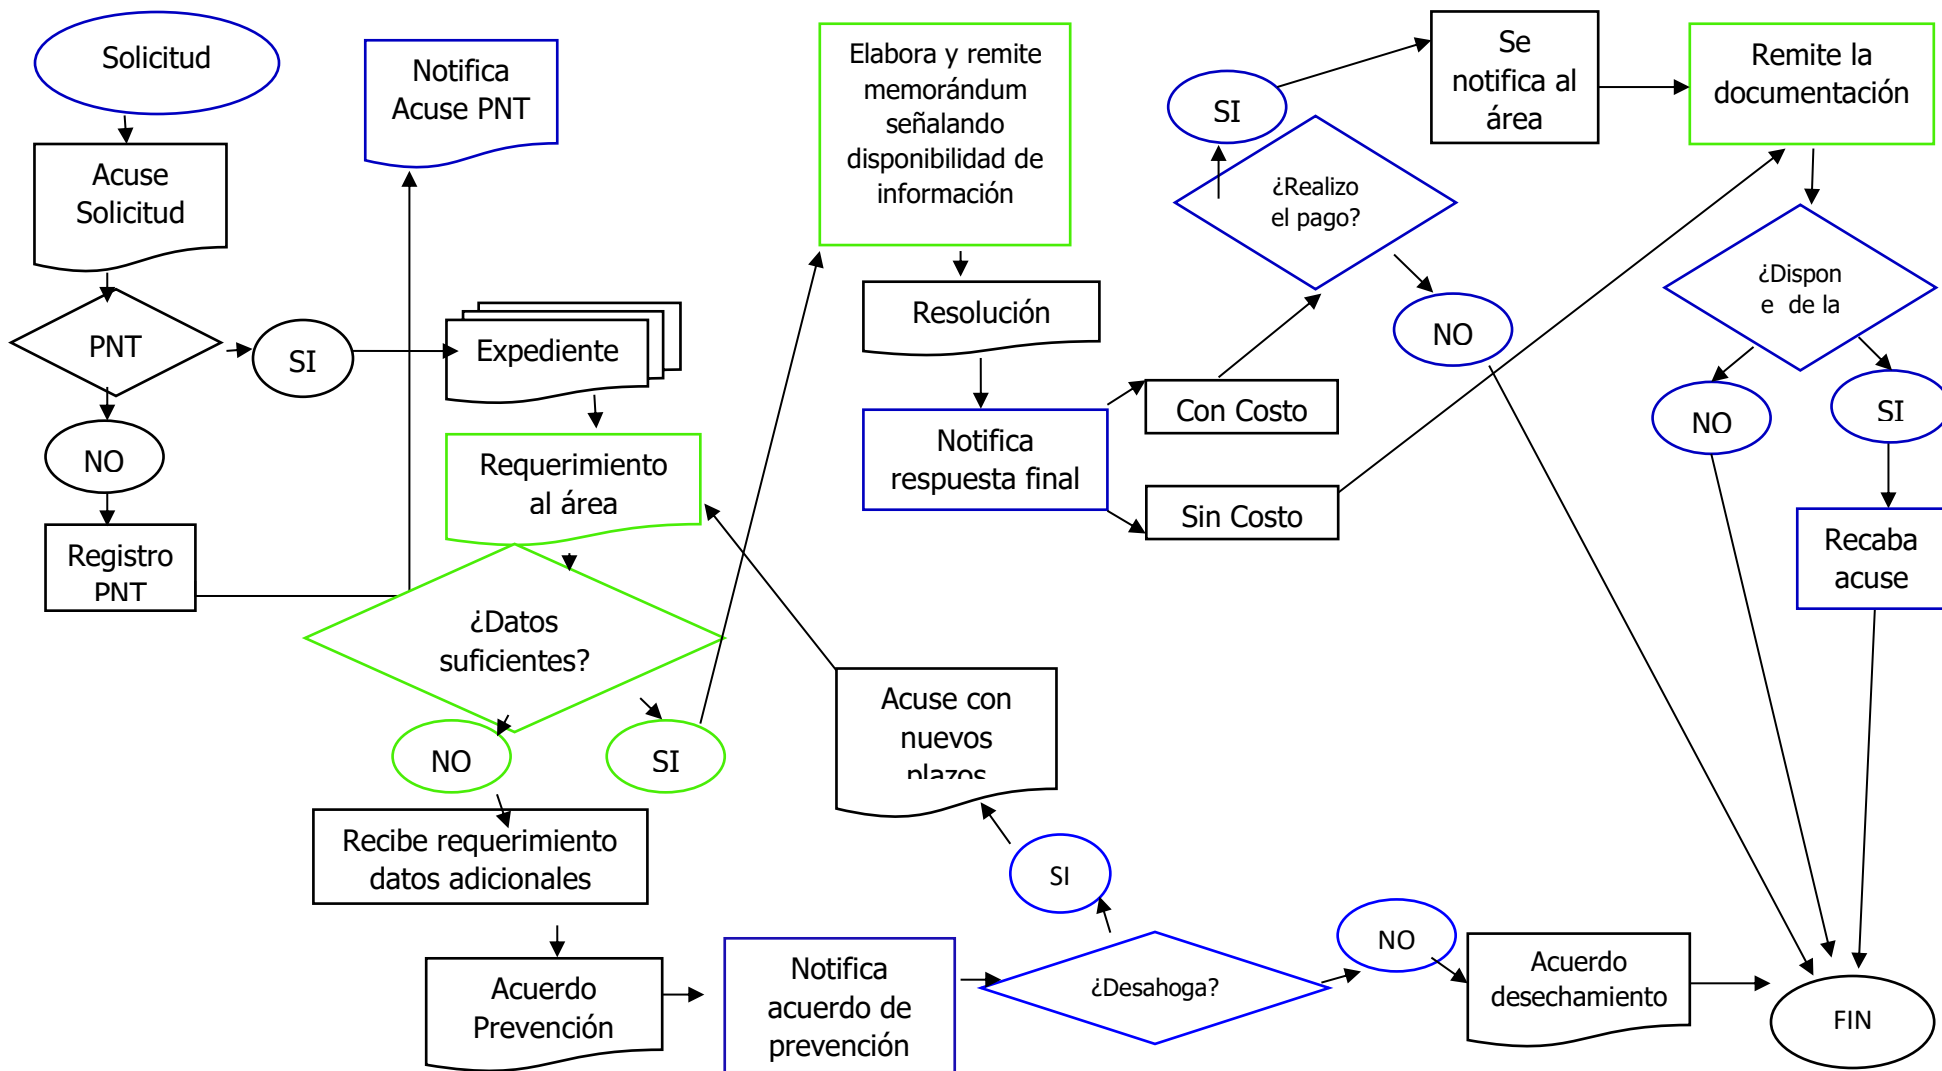 Solicitud
Acuse
Solicitud
PNT
SI
NO
Registro
PNT
Notifica
Acuse PNT
Expediente
Requerimiento
al área
¿Datos
suficientes?
NO
SI
Recibe requerimiento
datos adicionales
Acuerdo
Prevención
Notifica
acuerdo de
prevención
¿Desahoga?
SI
Acuse con
nuevos
plazos
NO
Acuerdo
desechamiento
Elabora y remite
memorándum
señalando
disponibilidad de
información
Resolución
Notifica
respuesta final
Con Costo
Sin Costo
¿Realizo
el pago?
SI
NO
Se
notifica al
área
Remite la
documentación
¿Dispon
e de la
NO
SI
Recaba
acuse
FIN